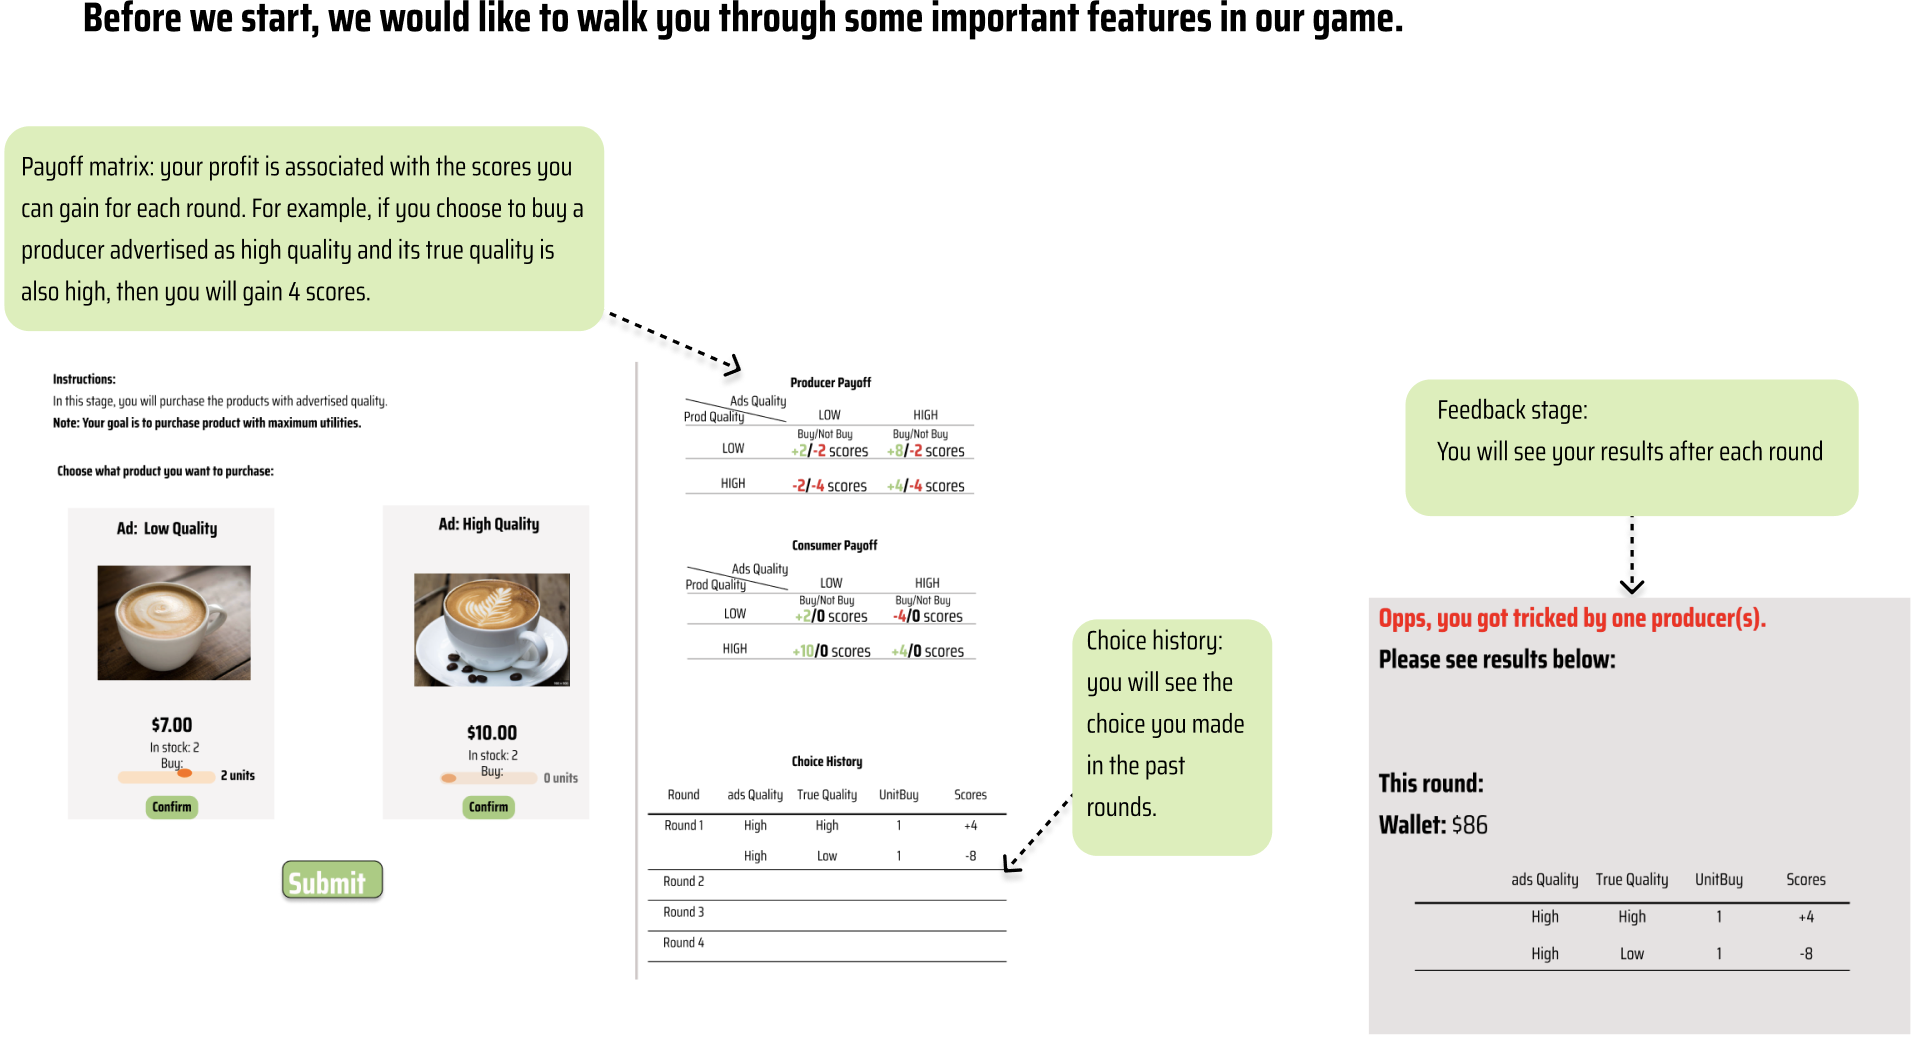 Before we start, we would like to walk you through some important features in our game.
Payoff matrix: your profit is associated with the scores you
can gain for each round. For example, if you choose to buy a
producer advertised as high quality and its true quality is
also high, then you will gain 4 scores.
Instructions:
In this stage, you will purchase the products with advertised quality.
Note: Your goal is to purchase product with maximum utilities.
Choose what product you want to purchase:
Ad: Low Quality
$7.00
In stock: 2
Buy:
2 units
Confirm
Ad: High Quality
$10.00
In stock: 2
Buy:
0 units
Confirm
Submit
Producer Payoff
Ads Quality
Prod Quality
LOW HIGH
Buy/Not Buy Buy/Not Buy
LOW +2/-2 scores +8/-2 scores
HIGH -2/-4 scores +4/-4 scores
Consumer Payoff
Ads Quality
Prod Quality
LOW HIGH
Buy/Not Buy Buy/Not Buy
LOW +2/0 scores -4/0 scores
HIGH +10/0 scores +4/0 scores
Choice History
Round ads Quality True Quality UnitBuy Scores
Round 1 High High 1 +4
High Low 1 -8
Round 2
Round 3
Round 4
Choice history:
you will see the
choice you made
in the past
rounds.
Feedback stage:
You will see your results after each round
Opps, you got tricked by one producer(s).
Please see results below:
This round:
Wallet: $86
ads Quality True Quality UnitBuy Scores
High High 1 +4
High Low 1 -8